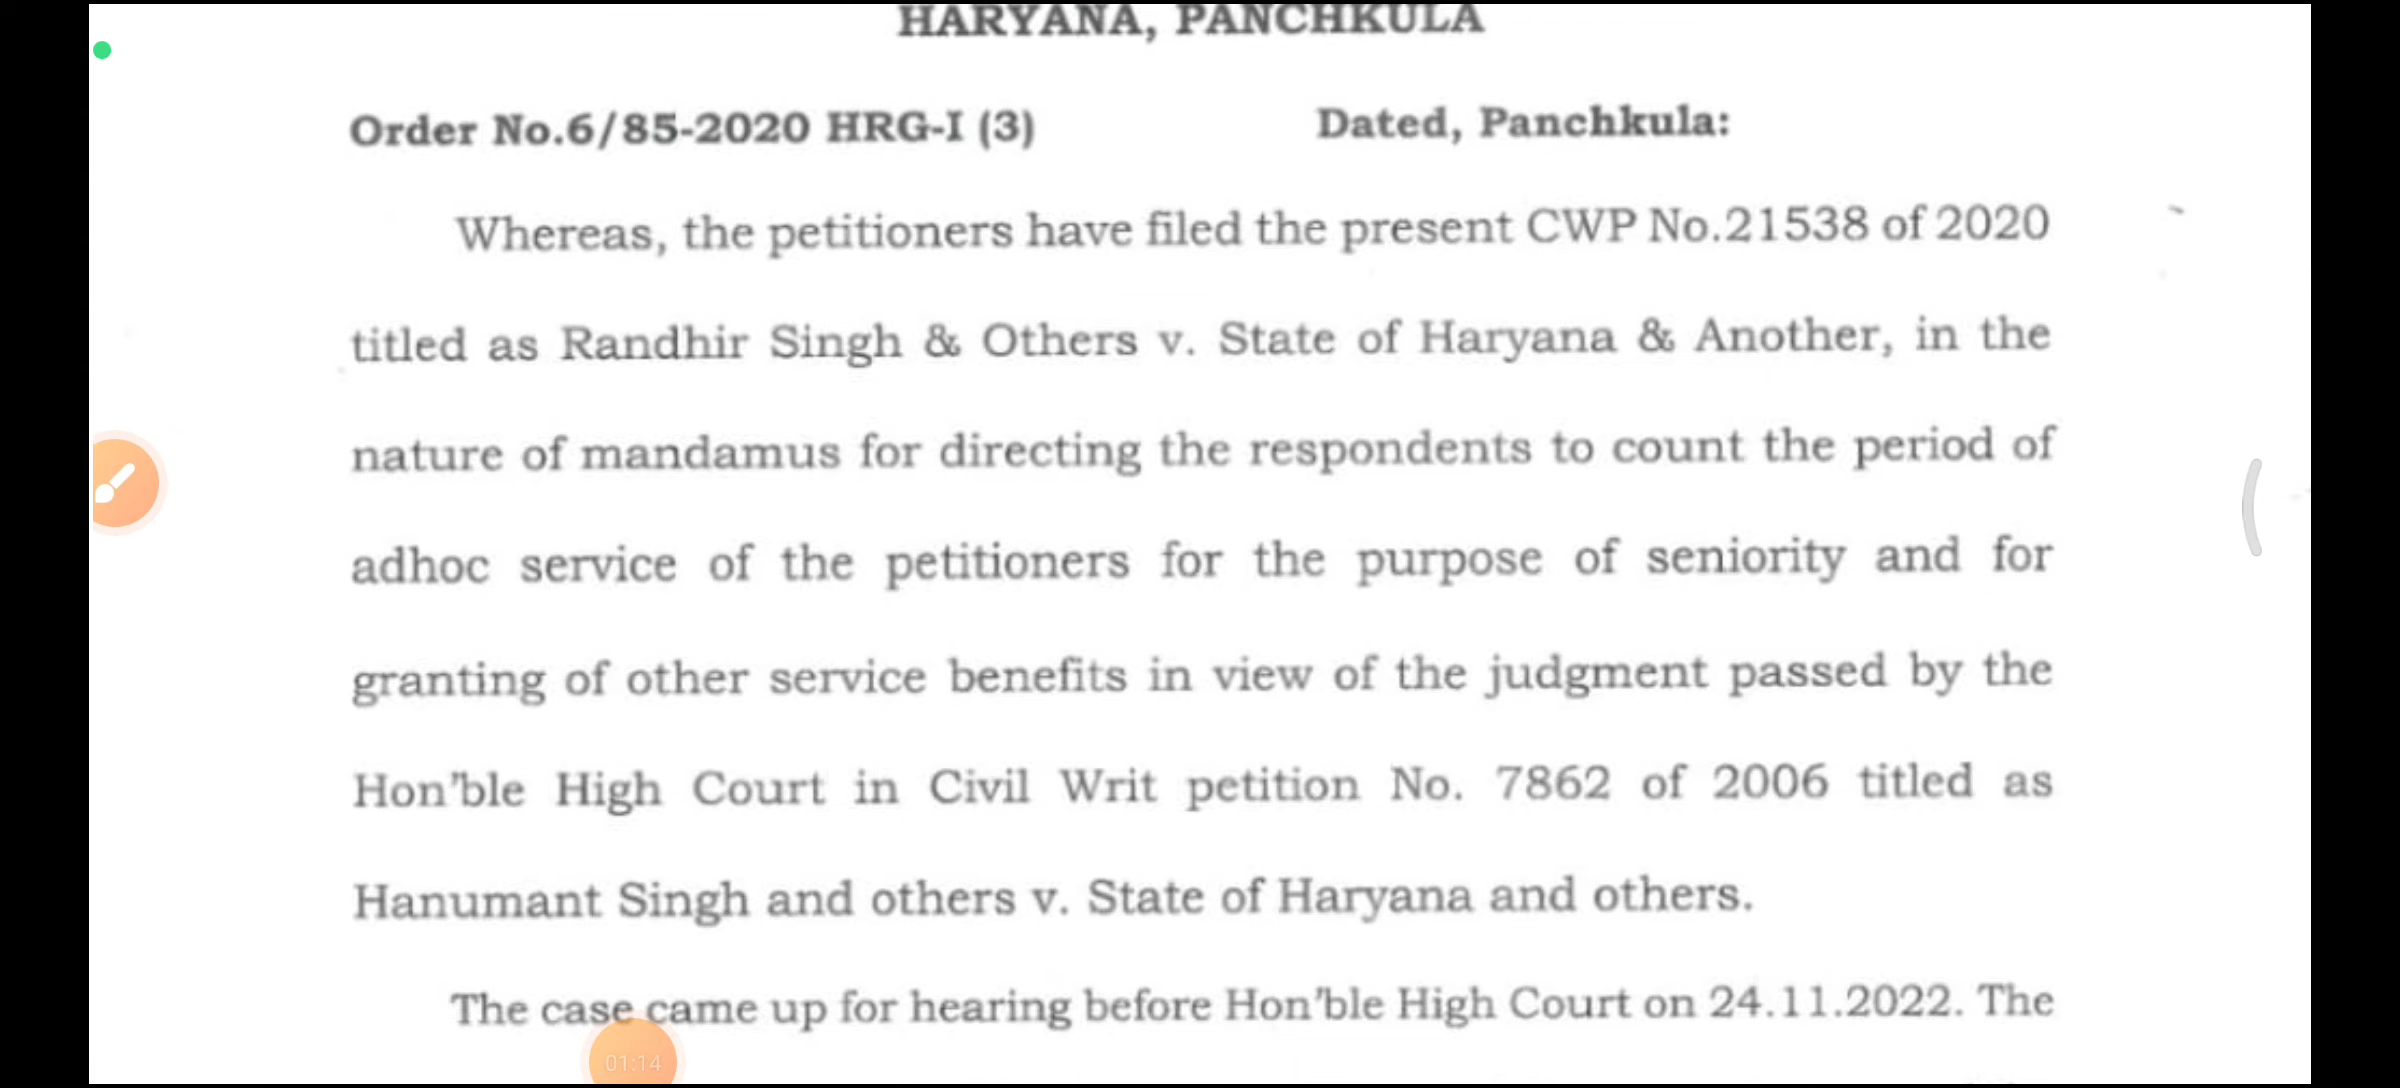 HARYANA, PANCHKULA
Order No.6/85-2020 HRG-I (3) Dated, Panchkula:
Whereas, the petitioners have filed the present CWP No.21538 of 2020
titled as Randhir Singh & Others v. State of Haryana & Another, in the
nature of mandamus for directing the respondents to count the period of
adhoc service of the petitioners for the purpose of seniority and for
granting of other service benefits in view of the judgment passed by the
Hon'ble High Court in Civil Writ petition No. 7862 of 2006 titled as
Hanumant Singh and others v. State of Haryana and others.
The case came up for hearing before Hon'ble High Court on 24.11.2022. The
01:14